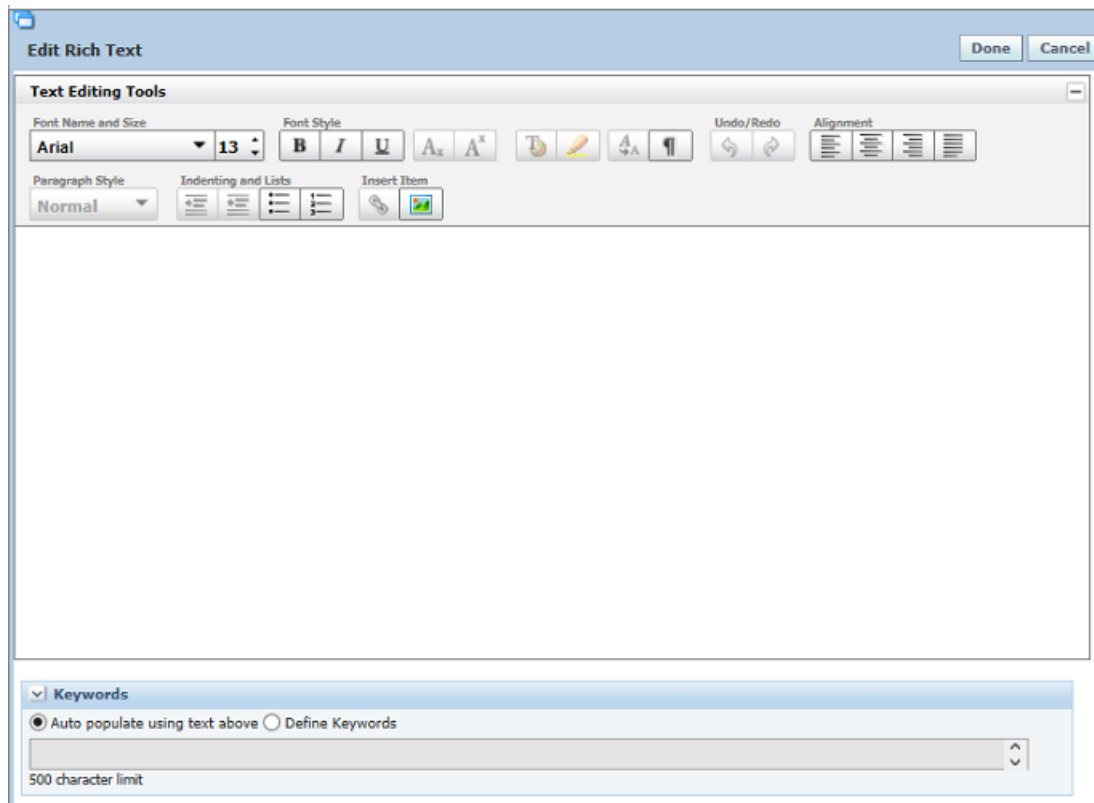 Edit Rich Text
Done Cancel
Text Editing Tools
Font Name and Size Font Style Undo/Redo Alignment
Arial 13 B I U Ax Aˣ T A A ¶
Paragraph Style Indenting and Lists Insert Item
Normal
Keywords
Auto populate using text above Define Keywords
500 character limit